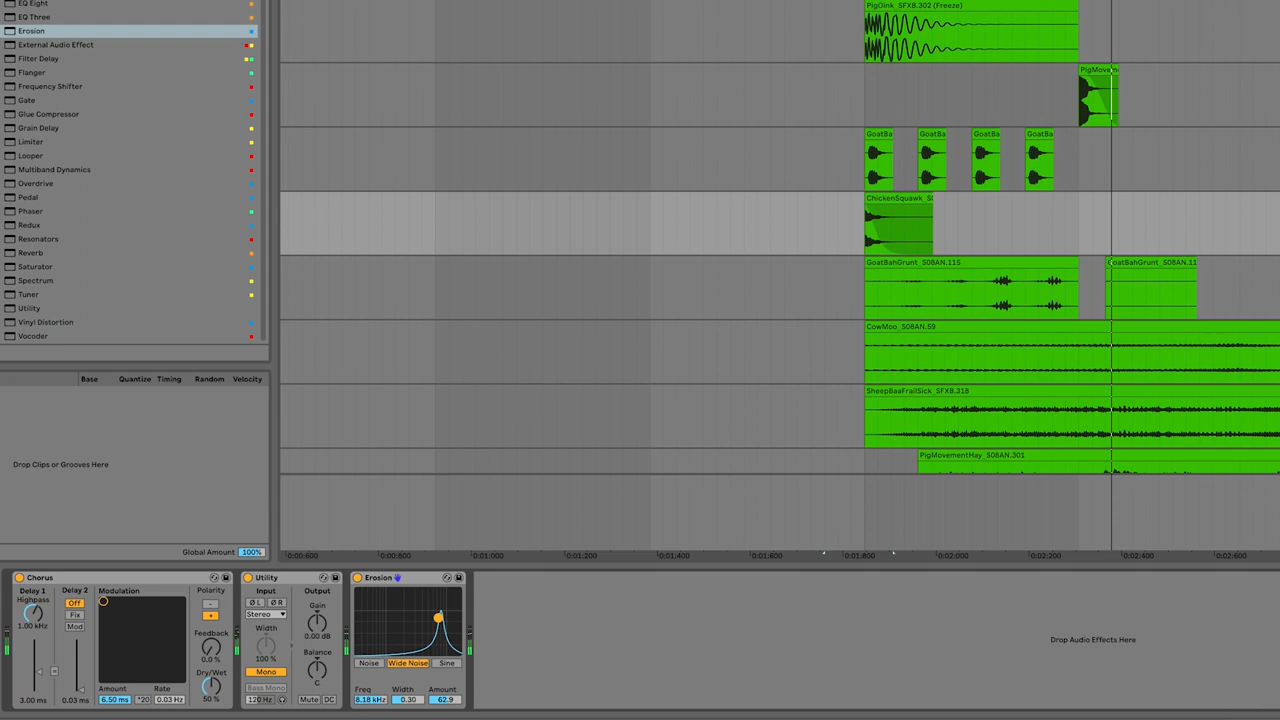 EQ Eight
EQ Three
Erosion
External Audio Effect
Filter Delay
Flanger
Frequency Shifter
Gate
Glue Compressor
Grain Delay
Limiter
Looper
Multiband Dynamics
Overdrive
Pedal
Phaser
Redux
Resonators
Reverb
Saturator
Spectrum
Tuner
Utility
Vinyl Distortion
Vocoder
Base Quantize Timing Random Velocity
Drop Clips or Grooves Here
Global Amount 100%
PigOink_SFXB.302 (Freeze)
PigMovem
GoatBa GoatBa GoatBa GoatBa
ChickenSquawk_S
GoatBahGrunt_S08AN.115
GoatBahGrunt_S08AN.11
CowMoo_S08AN.59
SheepBaaFrailSick_SFXB.318
PigMovementHay_S08AN.301
0:00:600 0:00:800 0:01:000 0:01:200 0:01:400 0:01:600 0:01:800 0:02:000 0:02:200 0:02:400 0:02:600
Chorus
Delay 1
Highpass
1.00 kHz
3.00 ms
Delay 2
Off
Fix
Mod
0.03 ms
Modulation
Amount Rate
6.50 ms *20 0.03 Hz
Polarity
-
+
Feedback
0.0 %
Dry/Wet
50 %
Utility
Input
Ø L Ø R
Stereo
Width
100 %
Mono
Bass Mono
120 Hz
Output
Gain
0.00 dB
Balance
C
Mute DC
Erosion
Noise Wide Noise Sine
Freq Width Amount
8.18 kHz 0.30 62.9
Drop Audio Effects Here